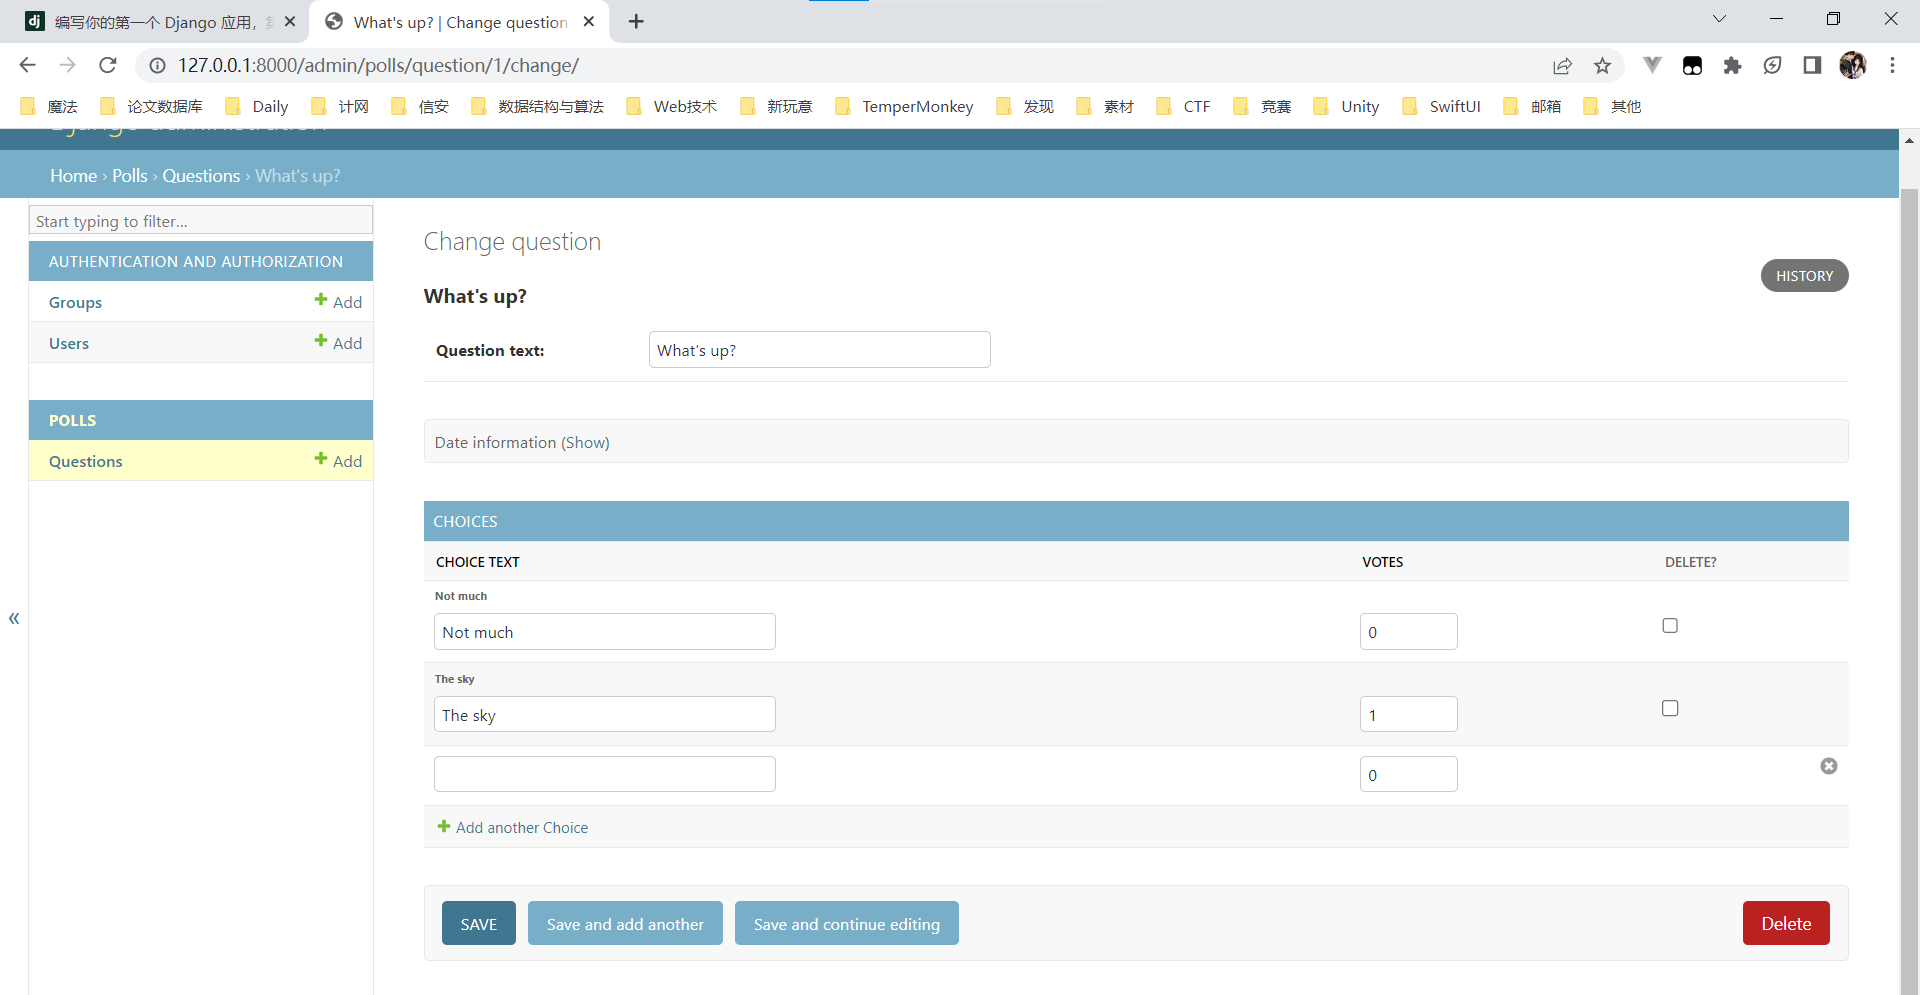 编写你的第一个 Django 应用，
What's up? | Change question
127.0.0.1:8000/admin/polls/question/1/change/
魔法 论文数据库 Daily 计网 信安 数据结构与算法 Web技术 新玩意 TemperMonkey 发现 素材 CTF 竞赛 Unity SwiftUI 邮箱 其他
Django administration
Home › Polls › Questions › What's up?
Start typing to filter...
AUTHENTICATION AND AUTHORIZATION
Groups Add
Users Add
POLLS
Questions Add
Change question
HISTORY
What's up?
Question text: What's up?
Date information (Show)
CHOICES
CHOICE TEXT VOTES DELETE?
Not much
Not much 0
The sky
The sky 1
0
Add another Choice
SAVE Save and add another Save and continue editing Delete